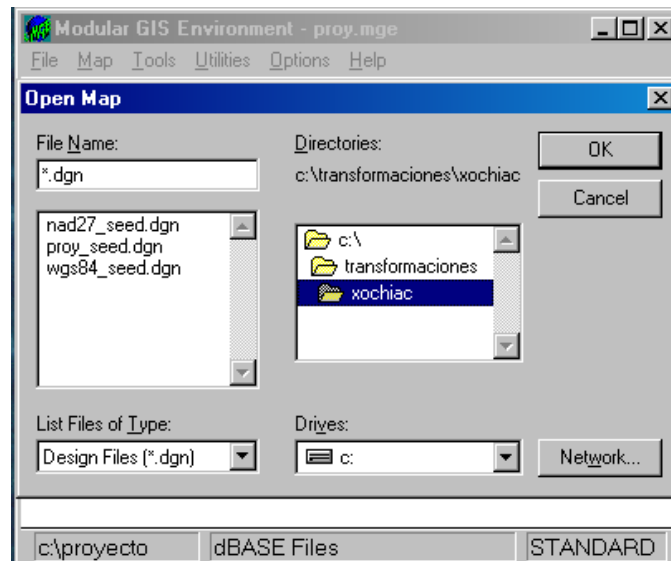 Modular GIS Environment - proy.mge
File Map Tools Utilities Options Help
Open Map
File Name:
*.dgn
nad27_seed.dgn
proy_seed.dgn
wgs84_seed.dgn
List Files of Type:
Design Files (*.dgn)
Directories:
c:\transformaciones\xochiac
c:\
transformaciones
xochiac
Drives:
c:
OK
Cancel
Network...
c:\proyecto
dBASE Files
STANDARD